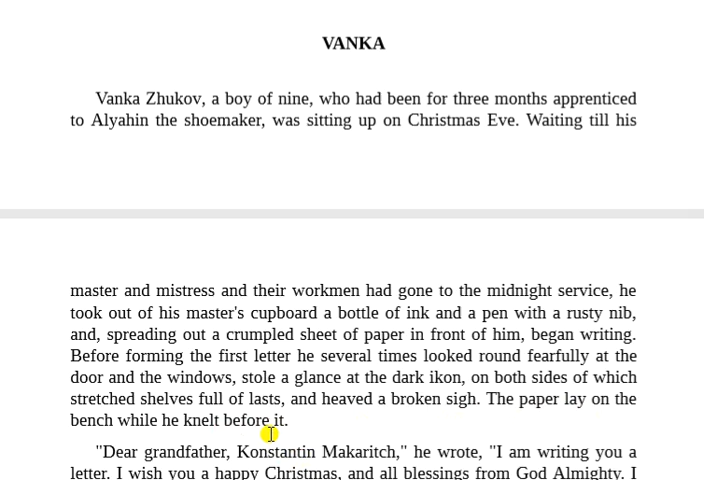 VANKA
Vanka Zhukov, a boy of nine, who had been for three months apprenticed
to Alyahin the shoemaker, was sitting up on Christmas Eve. Waiting till his
master and mistress and their workmen had gone to the midnight service, he
took out of his master's cupboard a bottle of ink and a pen with a rusty nib,
and, spreading out a crumpled sheet of paper in front of him, began writing.
Before forming the first letter he several times looked round fearfully at the
door and the windows, stole a glance at the dark ikon, on both sides of which
stretched shelves full of lasts, and heaved a broken sigh. The paper lay on the
bench while he knelt before it.
"Dear grandfather, Konstantin Makaritch," he wrote, "I am writing you a
letter. I wish you a happy Christmas, and all blessings from God Almighty. I